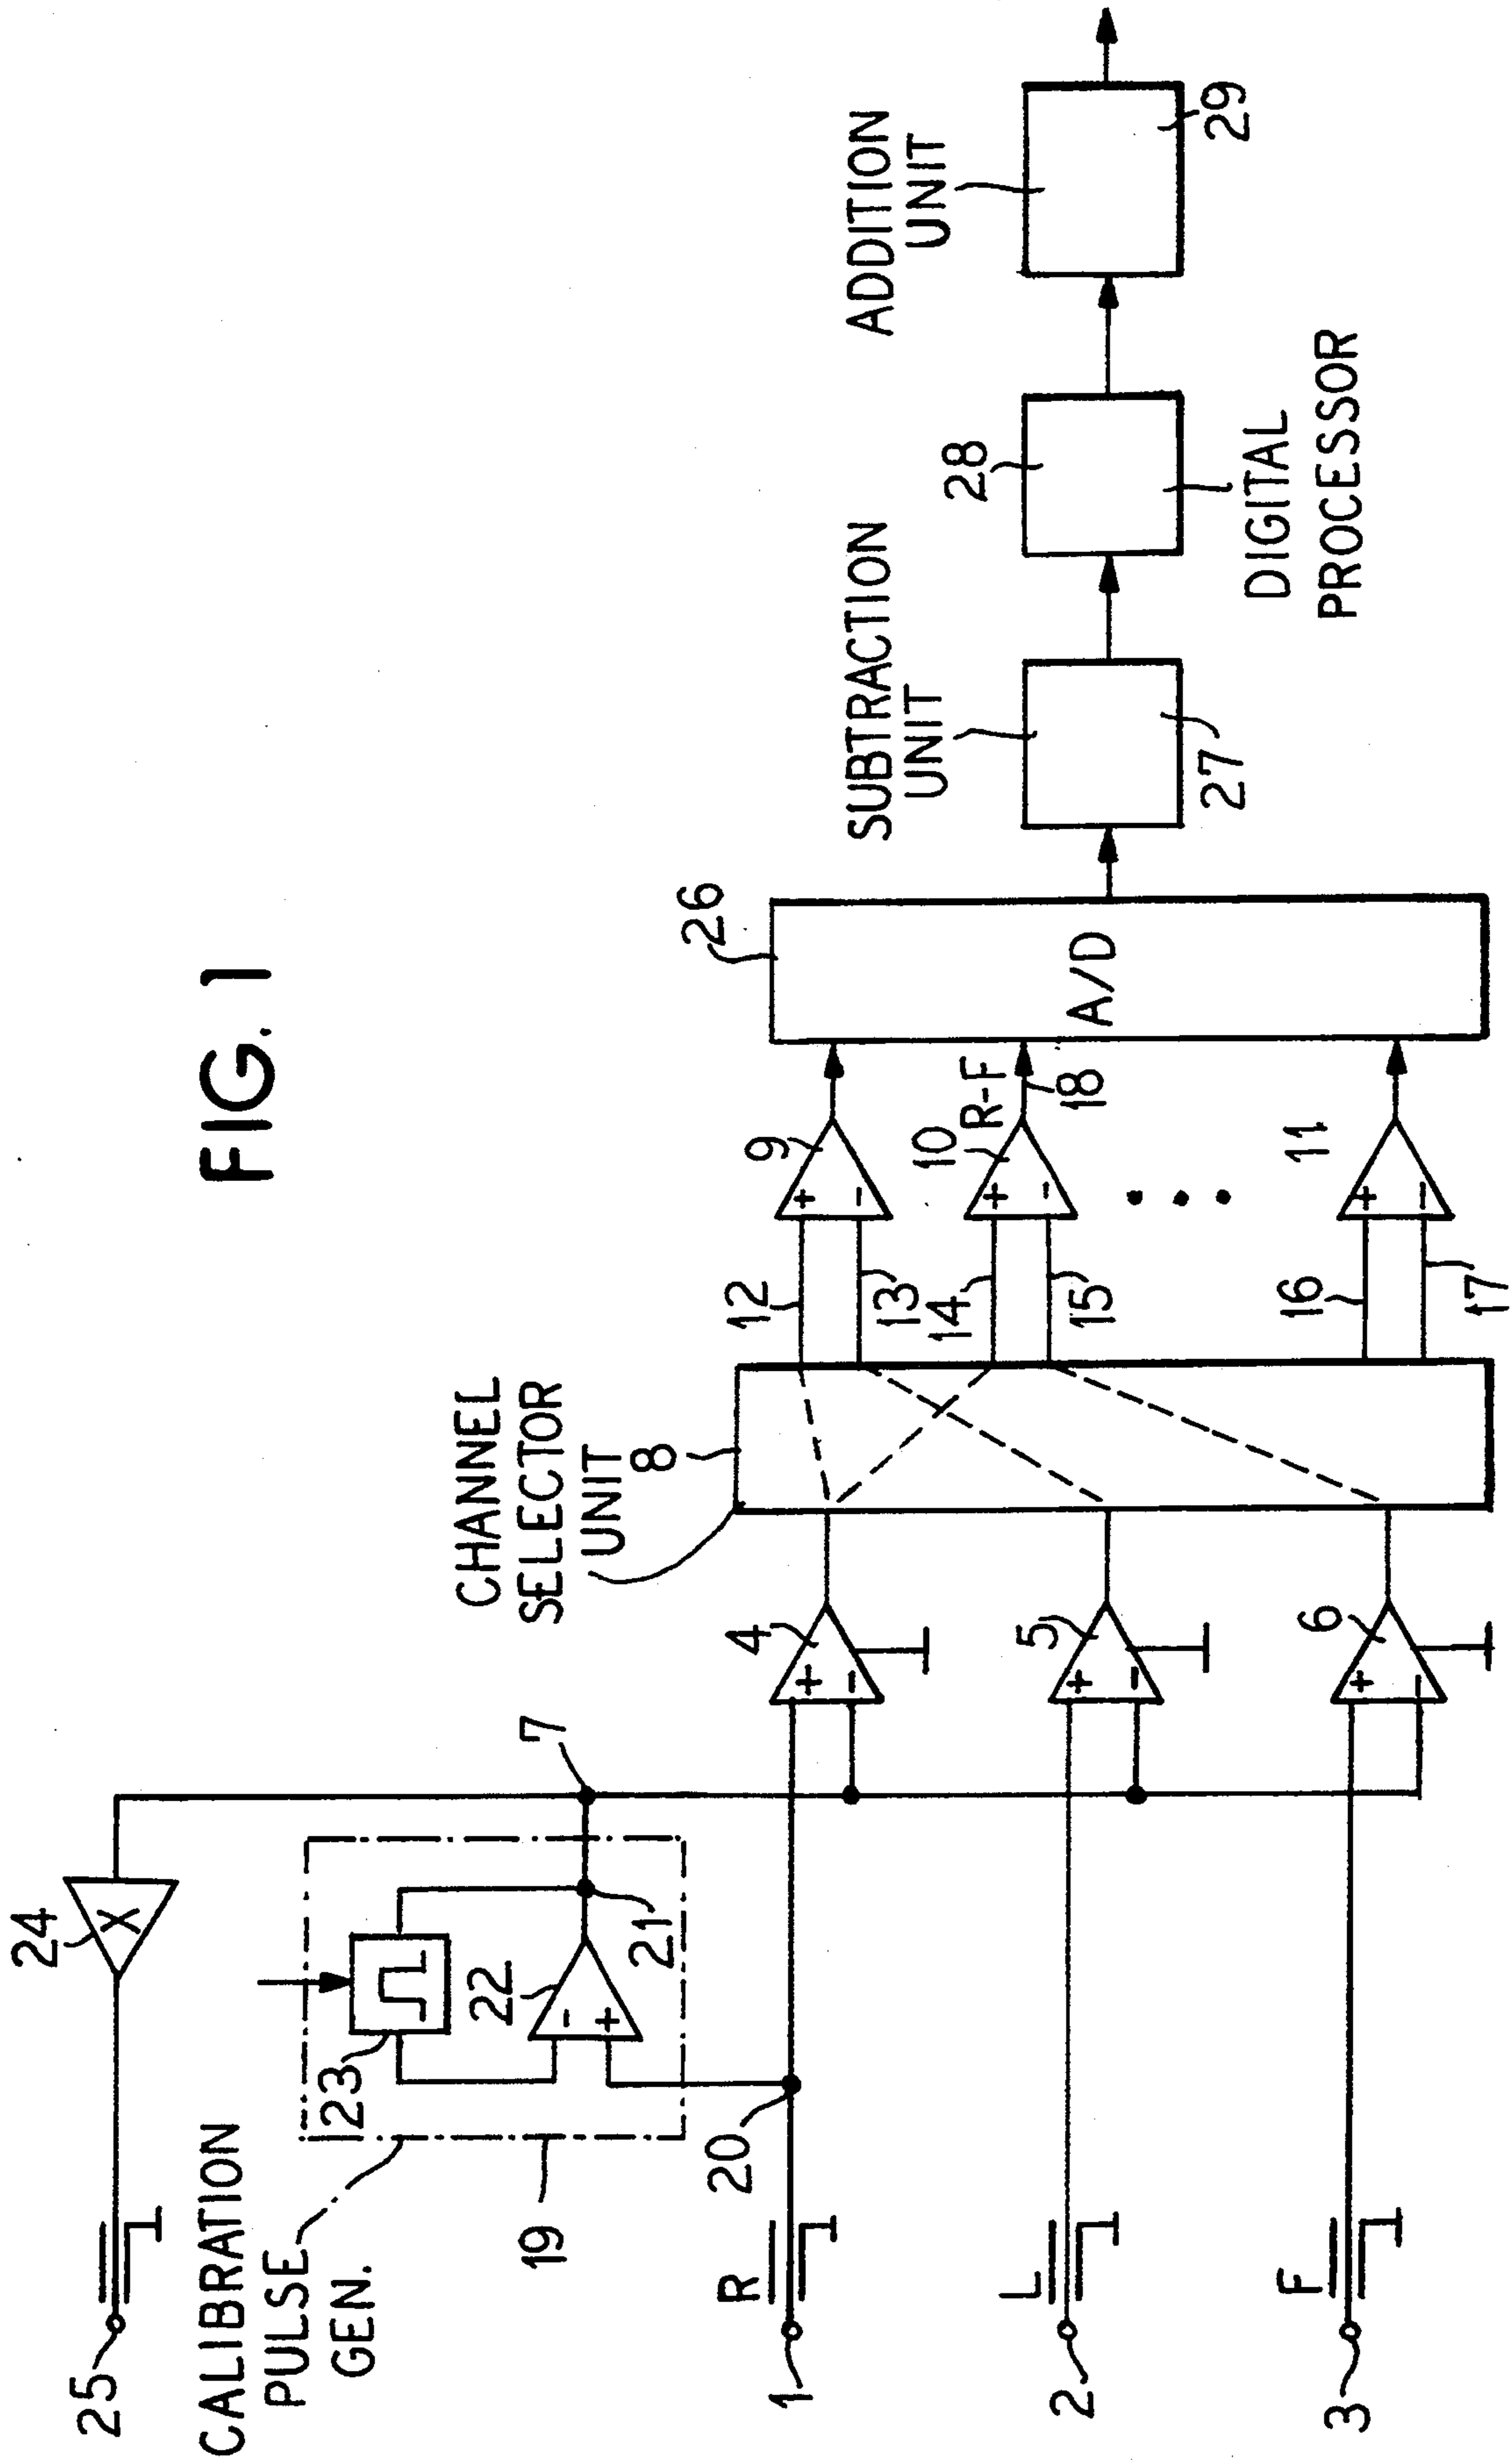 FIG. 1
25
24
CALIBRATION
PULSE
GEN.
19
23
22
-
+
21
7
20
X
R
1
L
2
F
3
4
+
-
5
+
-
6
+
-
CHANNEL
SELECTOR
UNIT
8
12
13
14
15
16
17
9
+
-
10
+
-
R-F
18
11
+
-
26
A/D
SUBTRACTION
UNIT
27
28
DIGITAL
PROCESSOR
ADDITION
UNIT
29